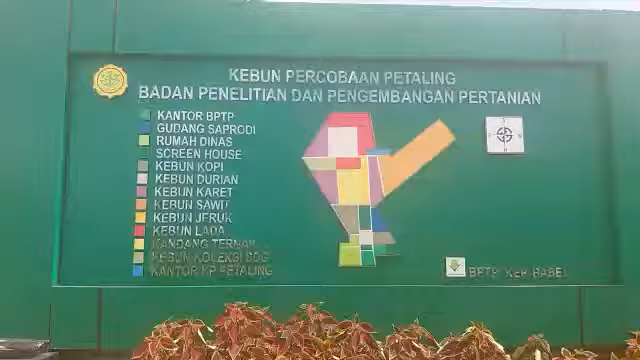 KEBUN PERCOBAAN PETALING
BADAN PENELITIAN DAN PENGEMBANGAN PERTANIAN
KANTOR BPTP
GUDANG SAPRODI
RUMAH DINAS
SCREEN HOUSE
KEBUN KOPI
KEBUN DURIAN
KEBUN KARET
KEBUN SAWIT
KEBUN JERUK
KEBUN LADA
KANDANG TERNAK
KEBUN KOLEKSI SDG
KANTOR KP PETALING
BPTP KEP. BABEL